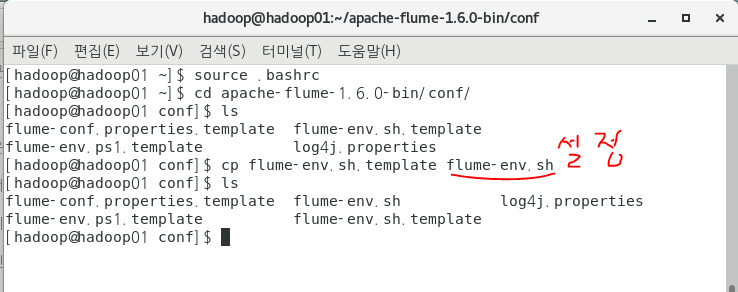 hadoop@hadoop01:~/apache-flume-1.6.0-bin/conf
파일(F) 편집(E) 보기(V) 검색(S) 터미널(T) 도움말(H)
[hadoop@hadoop01 ~]$ source .bashrc
[hadoop@hadoop01 ~]$ cd apache-flume-1.6.0-bin/conf/
[hadoop@hadoop01 conf]$ ls
flume-conf.properties.template flume-env.sh.template
flume-env.ps1.template log4j.properties
[hadoop@hadoop01 conf]$ cp flume-env.sh.template flume-env.sh 설정
[hadoop@hadoop01 conf]$ ls
flume-conf.properties.template flume-env.sh log4j.properties
flume-env.ps1.template flume-env.sh.template
[hadoop@hadoop01 conf]$